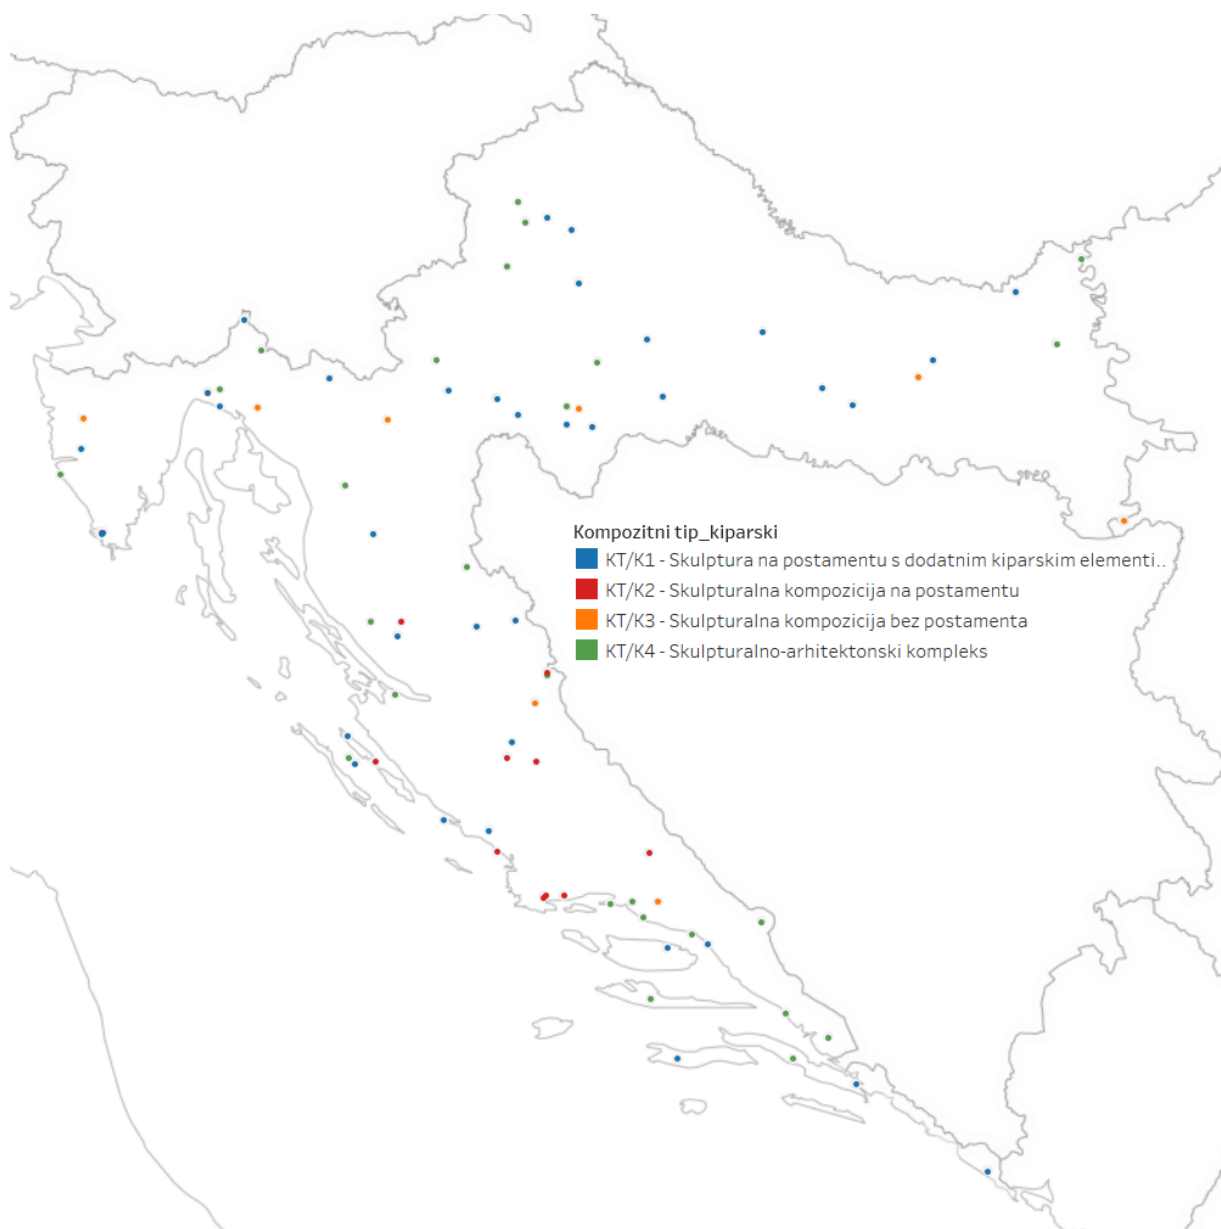 Kompozitni tip_kiparski
KT/K1 - Skulptura na postamentu s dodatnim kiparskim elementi..
KT/K2 - Skulpturalna kompozicija na postamentu
KT/K3 - Skulpturalna kompozicija bez postamenta
KT/K4 - Skulpturalno-arhitektonski kompleks